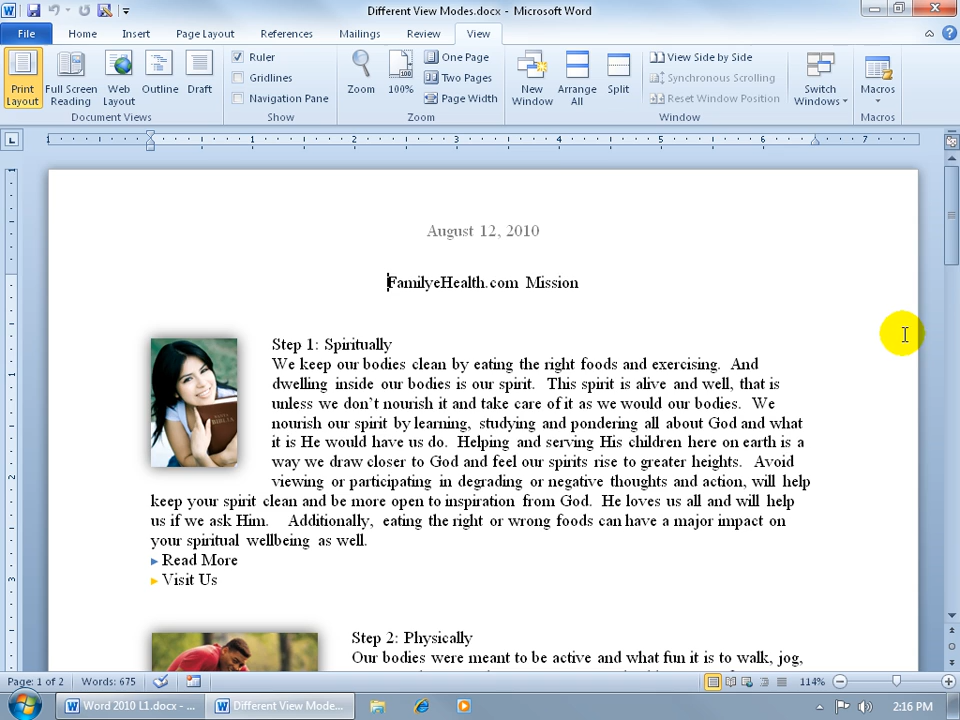 Different View Modes.docx - Microsoft Word
File Home Insert Page Layout References Mailings Review View
Print Layout
Full Screen Reading
Web Layout
Outline
Draft
Document Views
Ruler
Gridlines
Navigation Pane
Show
Zoom
100%
One Page
Two Pages
Page Width
Zoom
New Window
Arrange All
Split
View Side by Side
Synchronous Scrolling
Reset Window Position
Window
Switch Windows
Macros
Macros
1 1 2 3 4 5 6 7
August 12, 2010
FamilyeHealth.com Mission
Step 1: Spiritually
We keep our bodies clean by eating the right foods and exercising. And
dwelling inside our bodies is our spirit. This spirit is alive and well, that is
unless we don't nourish it and take care of it as we would our bodies. We
nourish our spirit by learning, studying and pondering all about God and what
it is He would have us do. Helping and serving His children here on earth is a
way we draw closer to God and feel our spirits rise to greater heights. Avoid
viewing or participating in degrading or negative thoughts and action, will help
keep your spirit clean and be more open to inspiration from God. He loves us all and will help
us if we ask Him. Additionally, eating the right or wrong foods can have a major impact on
your spiritual wellbeing as well.
Read More
Visit Us
Step 2: Physically
Our bodies were meant to be active and what fun it is to walk, jog,
Page: 1 of 2 Words: 675 114%
Word 2010 L1.docx - ... Different View Mode... 2:16 PM